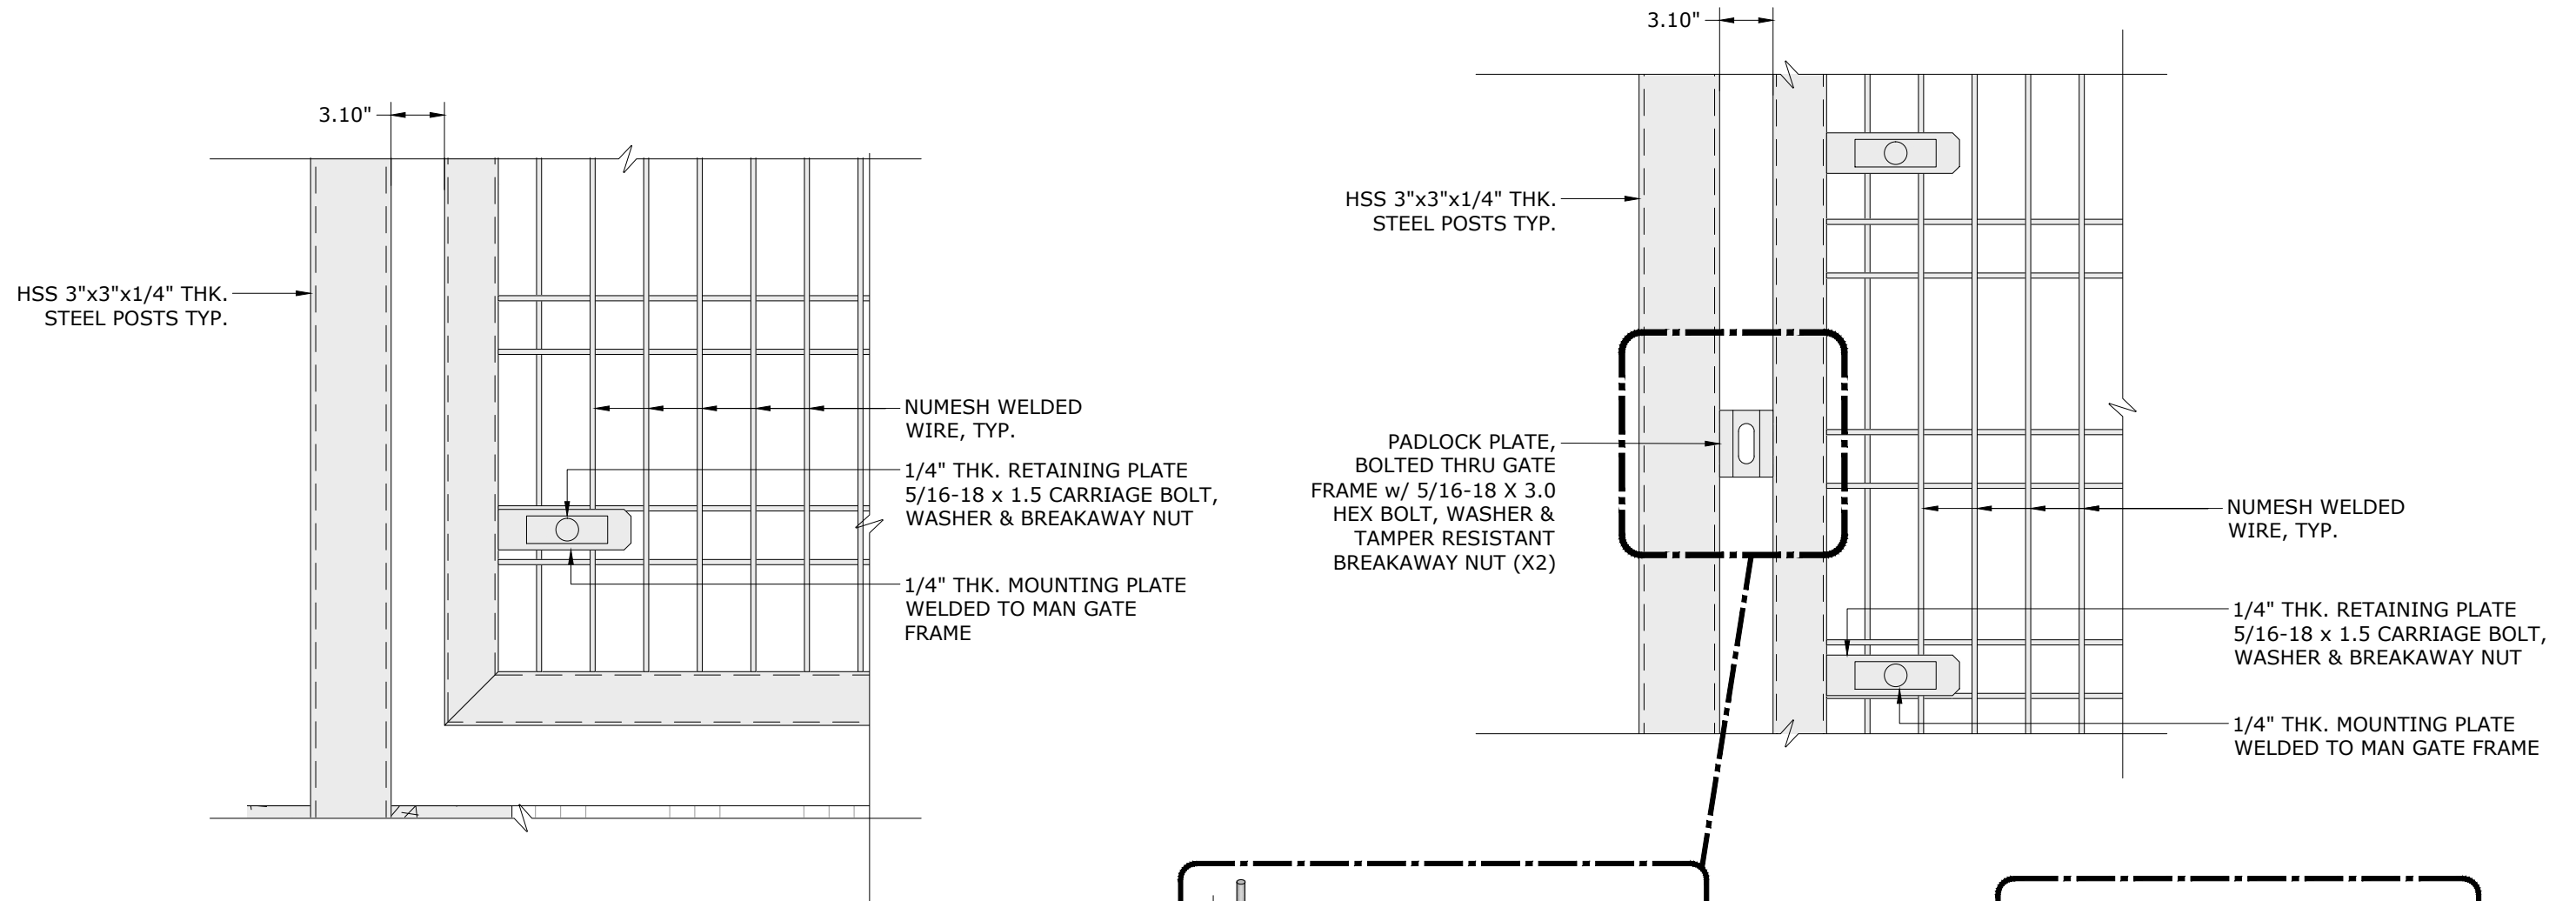 3.10"
HSS 3"x3"x1/4" THK.
STEEL POSTS TYP.
NUMESH WELDED
WIRE, TYP.
1/4" THK. RETAINING PLATE
5/16-18 x 1.5 CARRIAGE BOLT,
WASHER & BREAKAWAY NUT
1/4" THK. MOUNTING PLATE
WELDED TO MAN GATE
FRAME
3.10"
HSS 3"x3"x1/4" THK.
STEEL POSTS TYP.
PADLOCK PLATE,
BOLTED THRU GATE
FRAME w/ 5/16-18 X 3.0
HEX BOLT, WASHER &
TAMPER RESISTANT
BREAKAWAY NUT (X2)
NUMESH WELDED
WIRE, TYP.
1/4" THK. RETAINING PLATE
5/16-18 x 1.5 CARRIAGE BOLT,
WASHER & BREAKAWAY NUT
1/4" THK. MOUNTING PLATE
WELDED TO MAN GATE FRAME